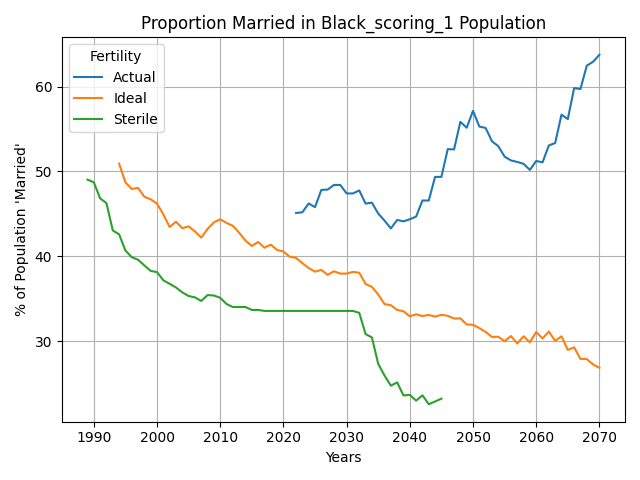 Proportion Married in Black_scoring_1 Population
Fertility
Actual
Ideal
Sterile
% of Population 'Married'
60
50
40
30
1990 2000 2010 2020 2030 2040 2050 2060 2070
Years